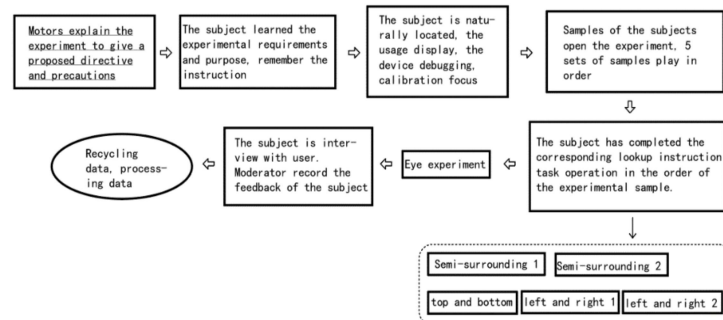 Motors explain the
experiment to give a
proposed directive
and precautions
The subject learned the
experimental requirements
and purpose, remember the
instruction
The subject is natu-
rally located, the
usage display, the
device debugging,
calibration focus
Samples of the subjects
open the experiment, 5
sets of samples play in
order
The subject has completed the
corresponding lookup instruction
task operation in the order of
the experimental sample.
Eye experiment
The subject is inter-
view with user.
Moderator record the
feedback of the subject
Recycling
data, process-
ing data
Semi-surrounding 1
Semi-surrounding 2
top and bottom
left and right 1
left and right 2